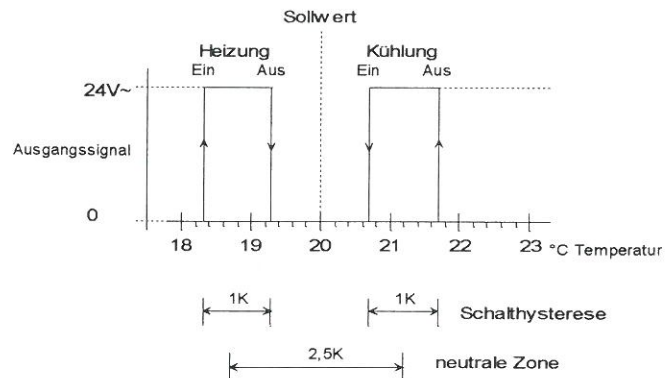 Sollwert
Heizung Kühlung
Ein Aus Ein Aus
24V~
Ausgangssignal
0
18 19 20 21 22 23 °C Temperatur
1K 1K
Schalthysterese
2,5K
neutrale Zone